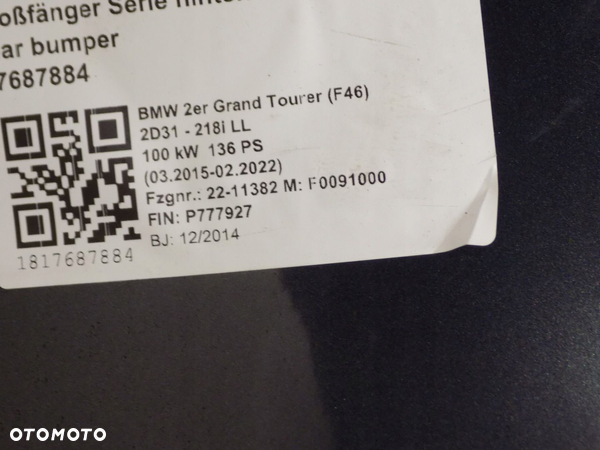 oßfänger Serie hinten
ar bumper
7687884
BMW 2er Grand Tourer (F46)
2D31 - 218i LL
100 kW 136 PS
(03.2015-02.2022)
Fzgnr.: 22-11382 M: F0091000
FIN: P777927
BJ: 12/2014
1817687884
OTOMOTO